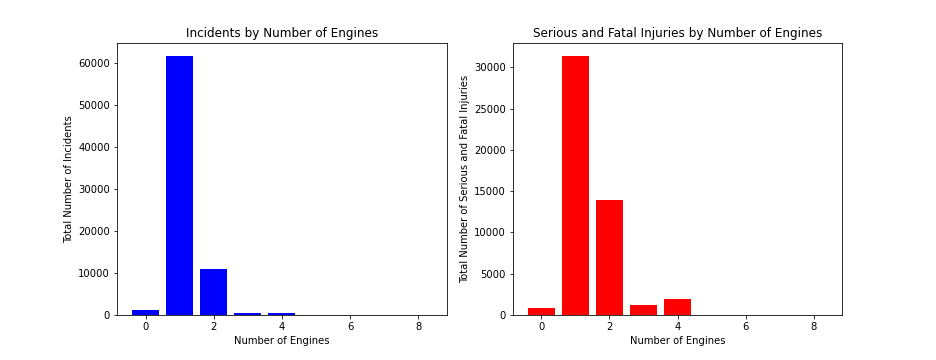 Incidents by Number of Engines
60000
50000
40000
30000
20000
10000
0
Total Number of Incidents
0 2 4 6 8
Number of Engines
Serious and Fatal Injuries by Number of Engines
30000
25000
20000
15000
10000
5000
0
Total Number of Serious and Fatal Injuries
0 2 4 6 8
Number of Engines